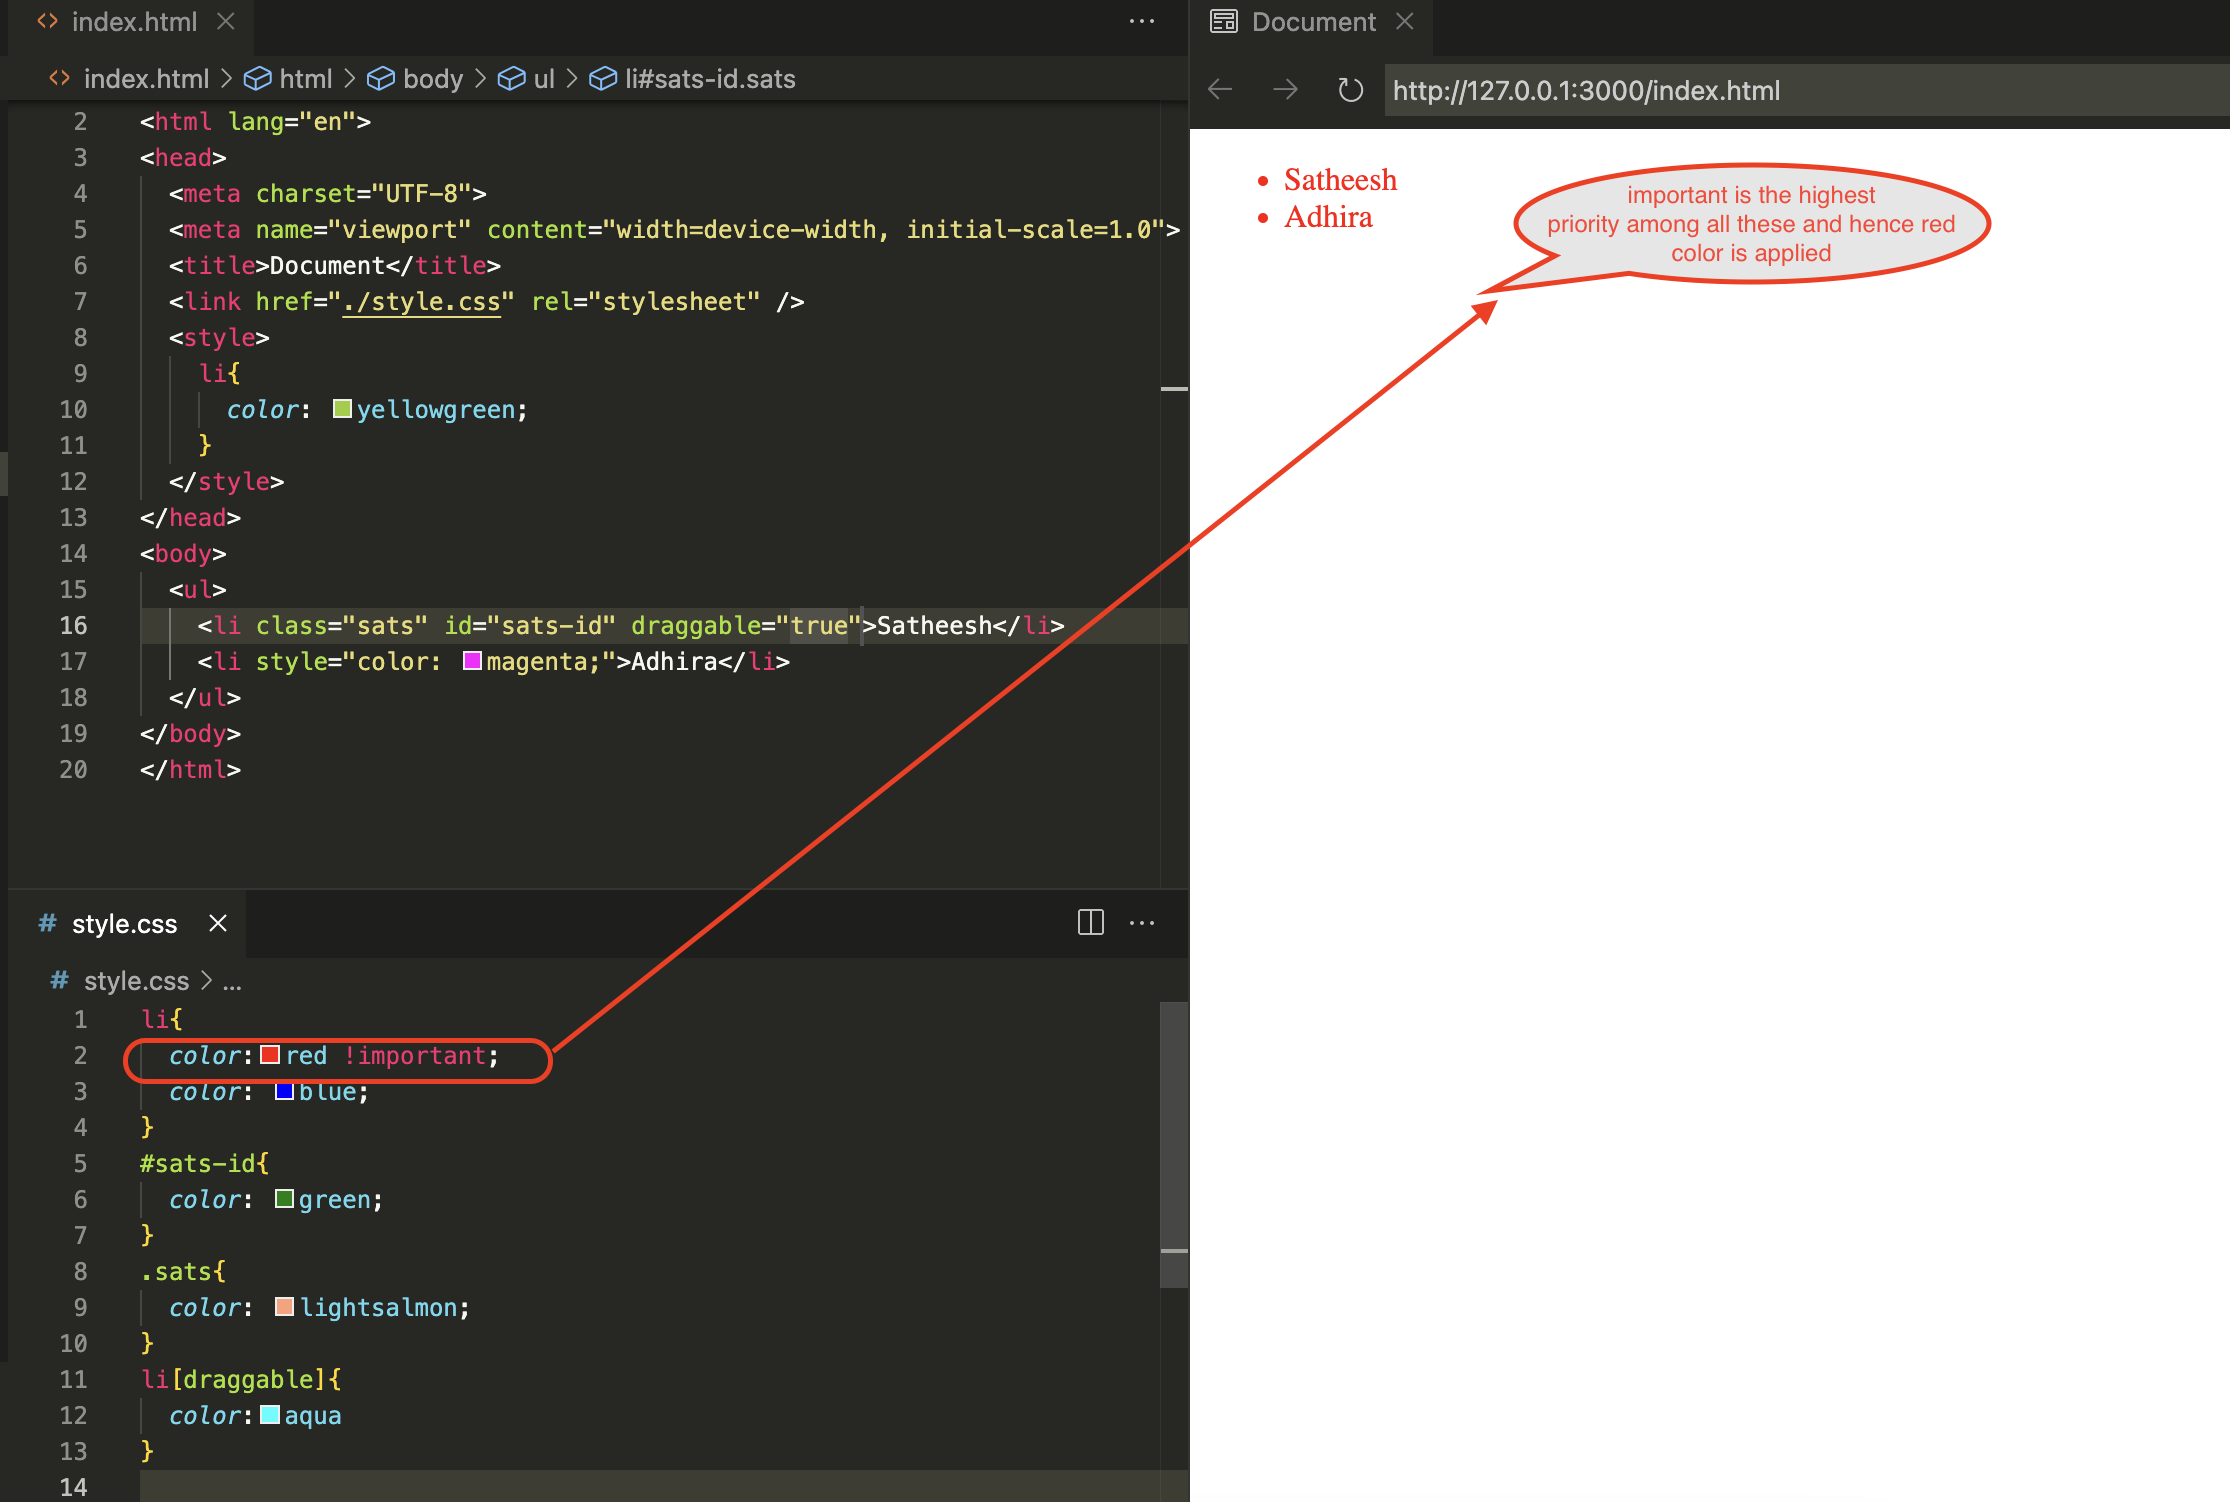 index.html
index.html > html > body > ul > li#sats-id.sats
2 <html lang="en">
3 <head>
4 <meta charset="UTF-8">
5 <meta name="viewport" content="width=device-width, initial-scale=1.0">
6 <title>Document</title>
7 <link href="./style.css" rel="stylesheet" />
8 <style>
9 li{
10 color: yellowgreen;
11 }
12 </style>
13 </head>
14 <body>
15 <ul>
16 <li class="sats" id="sats-id" draggable="true">Satheesh</li>
17 <li style="color: magenta;">Adhira</li>
18 </ul>
19 </body>
20 </html>
# style.css
# style.css > ...
1 li{
2 color: red !important;
3 color: blue;
4 }
5 #sats-id{
6 color: green;
7 }
8 .sats{
9 color: lightsalmon;
10 }
11 li[draggable]{
12 color: aqua
13 }
14
Document
http://127.0.0.1:3000/index.html
• Satheesh
• Adhira
important is the highest
priority among all these and hence red
color is applied